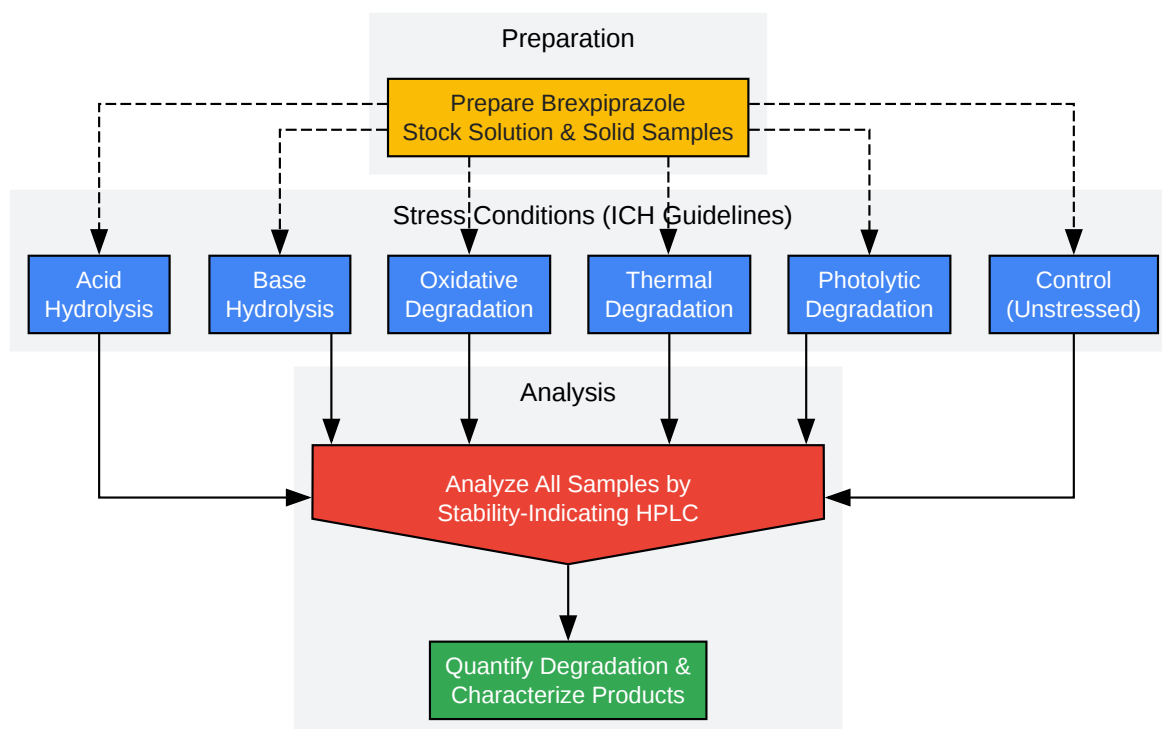 Preparation
Prepare Brexpiprazole
Stock Solution & Solid Samples
Stress Conditions (ICH Guidelines)
Acid
Hydrolysis
Base
Hydrolysis
Oxidative
Degradation
Thermal
Degradation
Photolytic
Degradation
Control
(Unstressed)
Analysis
Analyze All Samples by
Stability-Indicating HPLC
Quantify Degradation &
Characterize Products